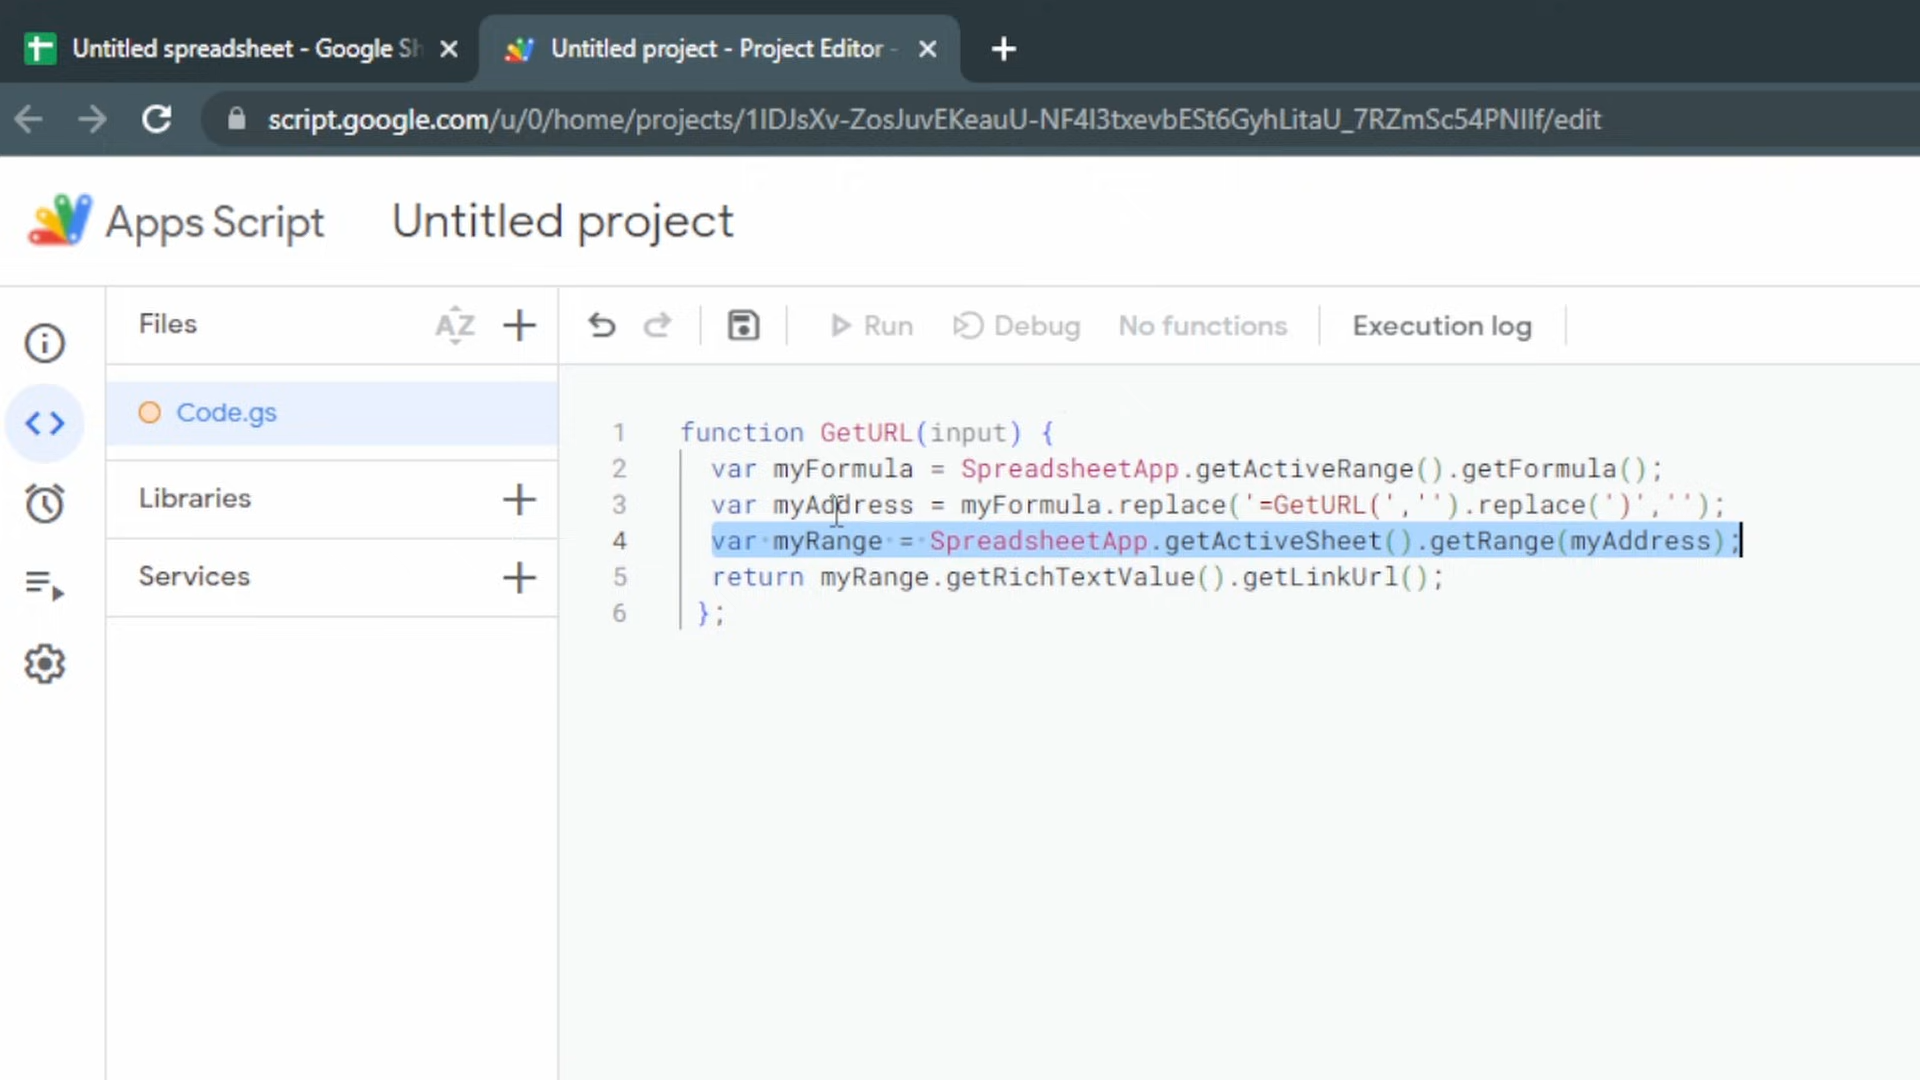 Untitled spreadsheet - Google Sh
Untitled project - Project Editor -
script.google.com/u/0/home/projects/1IDJsXv-ZosJuvEKeauU-NF4I3txevbESt6GyhLitaU_7RZmSc54PNIIf/edit
Apps Script Untitled project
Files AZ Run Debug No functions Execution log
Code.gs
Libraries
Services
1 function GetURL(input) {
2 var myFormula = SpreadsheetApp.getActiveRange().getFormula();
3 var myAddress = myFormula.replace('=GetURL(','').replace(')','');
4 var myRange = SpreadsheetApp.getActiveSheet().getRange(myAddress);
5 return myRange.getRichTextValue().getLinkUrl();
6 };